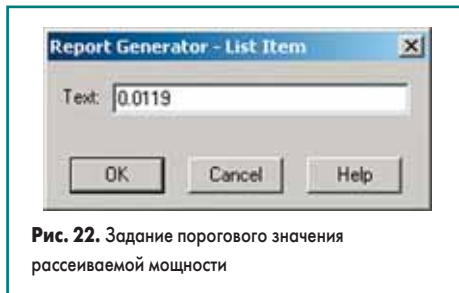 Report Generator - List Item
Text: 0.0119
OK Cancel Help
Рис. 22. Задание порогового значения
рассеиваемой мощности